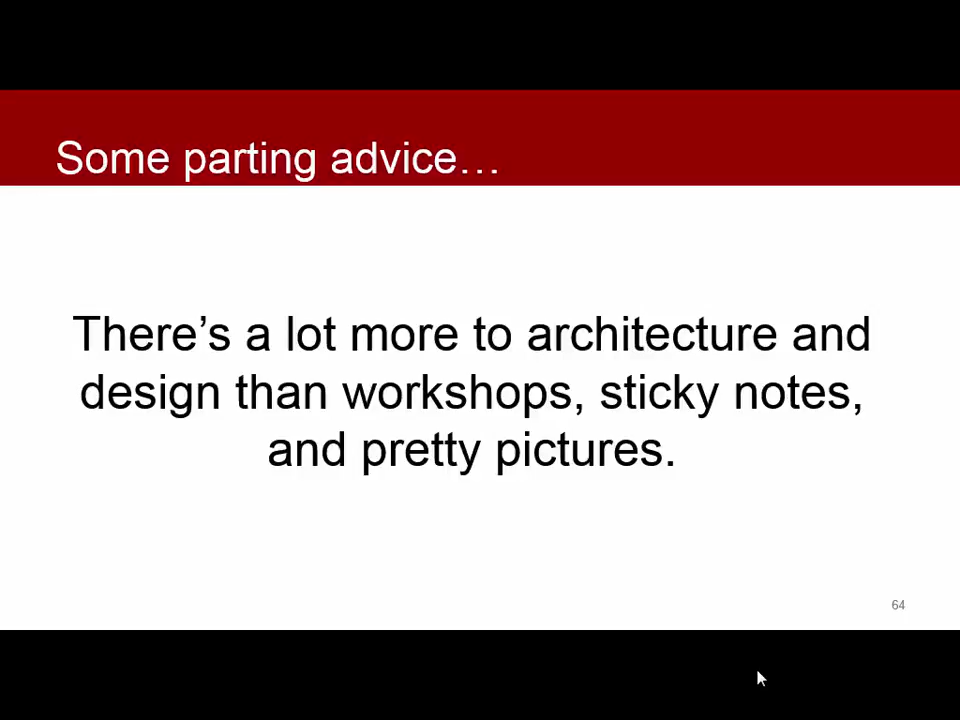 Some parting advice…
There’s a lot more to architecture and
design than workshops, sticky notes,
and pretty pictures.
64